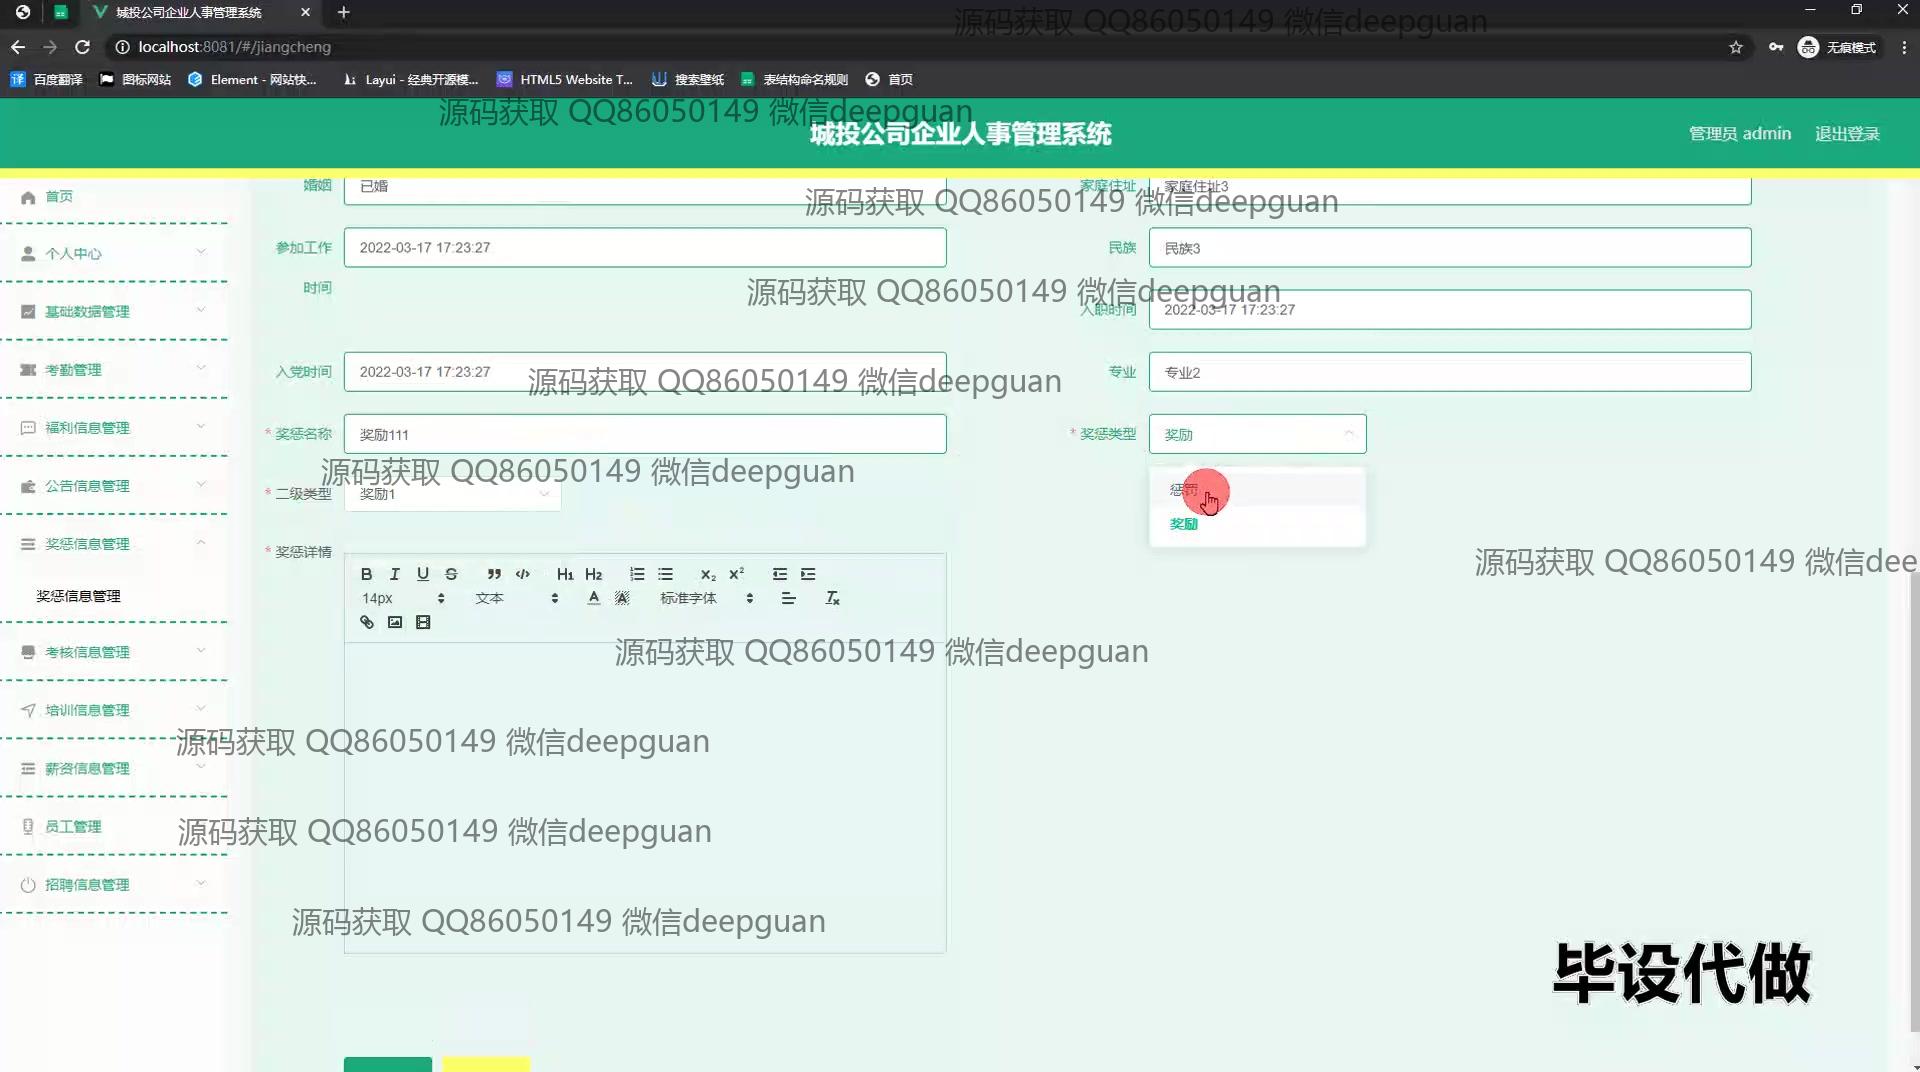 城投公司企业人事管理系统
源码获取 QQ86050149 微信deepguan
localhost:8081/#/jiangcheng
无痕模式
百度翻译
图标网站
Element - 网站快...
Layui - 经典开源模...
HTML5 Website T...
搜索壁纸
表结构命名规则
首页
源码获取 QQ86050149 微信deepguan
城投公司企业人事管理系统
管理员 admin
退出登录
首页
个人中心
基础数据管理
考勤管理
福利信息管理
公告信息管理
奖惩信息管理
奖惩信息管理
考核信息管理
培训信息管理
薪资信息管理
员工管理
招聘信息管理
婚姻 已婚
家庭住址 家庭住址3
源码获取 QQ86050149 微信deepguan
参加工作时间 2022-03-17 17:23:27
民族 民族3
源码获取 QQ86050149 微信deepguan
入职时间 2022-03-17 17:23:27
入党时间 2022-03-17 17:23:27
源码获取 QQ86050149 微信deepguan
专业 专业2
* 奖惩名称 奖励111
* 奖惩类型 奖励
源码获取 QQ86050149 微信deepguan
* 二级类型 奖励1
惩罚
奖励
* 奖惩详情
源码获取 QQ86050149 微信dee
B I U S H1 H2 X2 X2
14px 文本 A A 标准字体 Tx
源码获取 QQ86050149 微信deepguan
源码获取 QQ86050149 微信deepguan
源码获取 QQ86050149 微信deepguan
源码获取 QQ86050149 微信deepguan
毕设代做